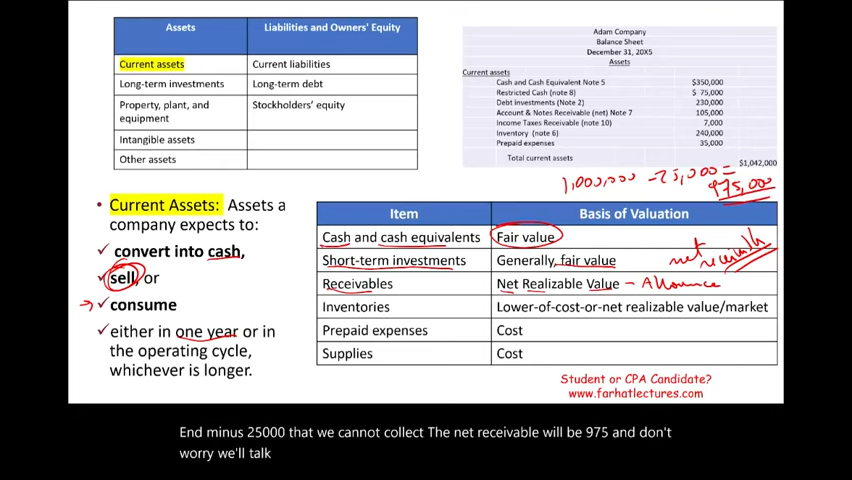 Assets Liabilities and Owners' Equity
Current assets Current liabilities
Long-term investments Long-term debt
Property, plant, and equipment Stockholders' equity
Intangible assets
Other assets
Adam Company
Balance Sheet
December 31, 20X5
Assets
Current assets
Cash and Cash Equivalent Note 5 $350,000
Restricted Cash (note 8) $ 75,000
Debt Investments (Note 2) 230,000
Account & Notes Receivable (net) Note 7 105,000
Income Taxes Receivable (note 10) 7,000
Inventory (note 6) 240,000
Prepaid expenses 35,000
Total current assets $1,042,000
1,000,000 - 25,000 =
975,000
• Current Assets: Assets a
company expects to:
✓ convert into cash,
✓ sell, or
→ ✓ consume
✓ either in one year or in
the operating cycle,
whichever is longer.
Item Basis of Valuation
Cash and cash equivalents Fair value
Short-term investments Generally, fair value
net
receivable
Receivables Net Realizable Value - Allowance
Inventories Lower-of-cost-or-net realizable value/market
Prepaid expenses Cost
Supplies Cost
Student or CPA Candidate?
www.farhatlectures.com
End minus 25000 that we cannot collect The net receivable will be 975 and don't
worry we'll talk